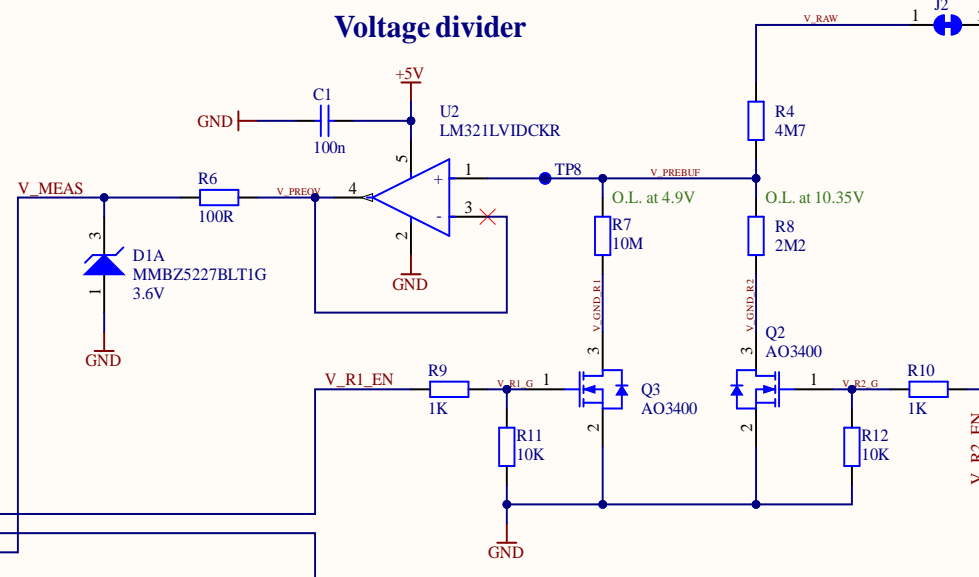 Voltage divider
J2
V_RAW
1
+5V
C1
GND
100n
U2
LM321LVIDCKR
R4
4M7
5
+
1
TP8
V_PREBUF
V_MEAS
R6
100R
V_PREOV
4
-
3
2
GND
O.L. at 4.9V
O.L. at 10.35V
R7
10M
R8
2M2
3
D1A
MMBZ5227BLT1G
3.6V
1
GND
V_GND_R1
V_GND_R2
3
3
Q2
AO3400
V_R1_EN
R9
1K
V_R1_G
1
Q3
AO3400
2
2
1
V_R2_G
R10
1K
R11
10K
R12
10K
V_R2_EN
GND